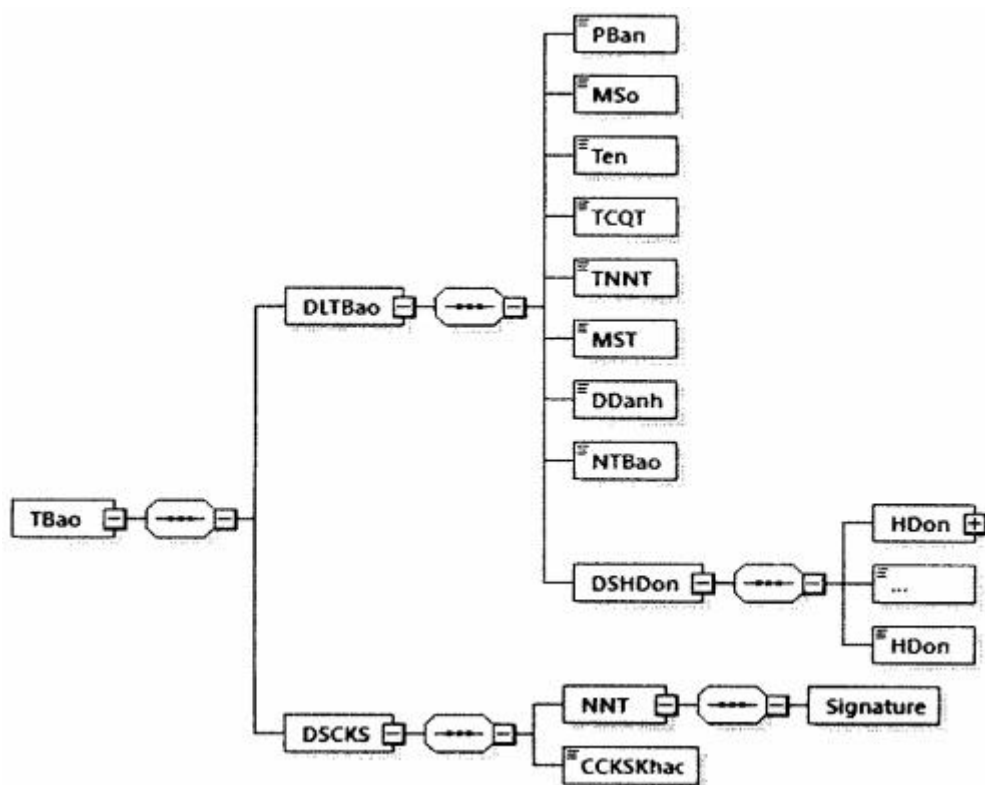 PBan
MSo
Ten
TCQT
TNNT
MST
DDanh
NTBao
DLTBao
TBao
DSHDon
HDon
...
HDon
DSCKS
NNT
Signature
CCKSKhac